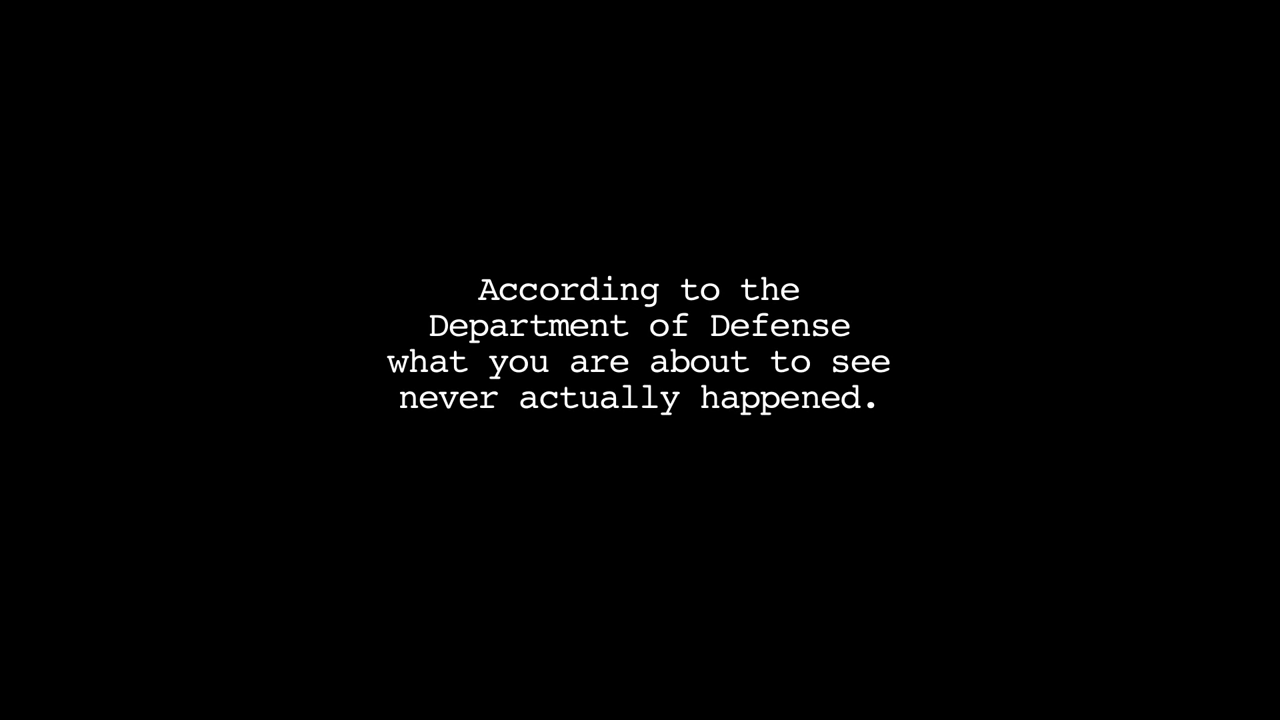 According to the
Department of Defense
what you are about to see
never actually happened.